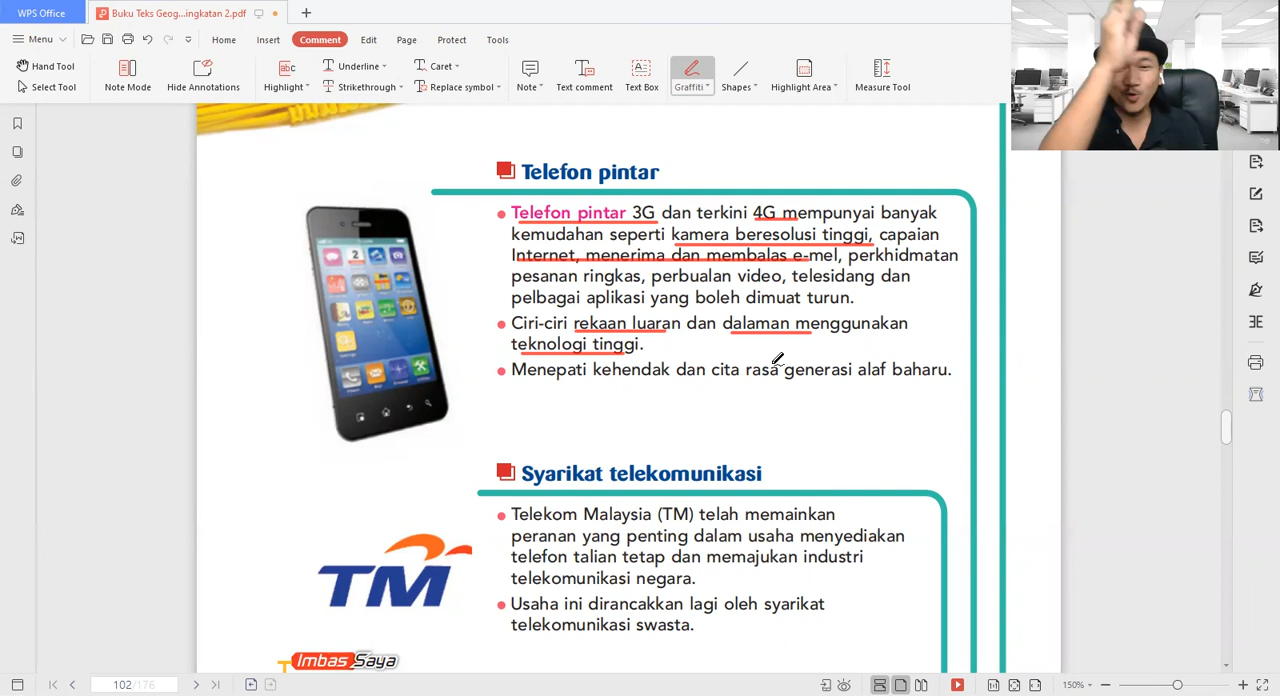 WPS Office
Buku Teks Geog...ingkatan 2.pdf
Menu
Home Insert Comment Edit Page Protect Tools
Hand Tool
Select Tool
Note Mode
Hide Annotations
Highlight
Underline
Strikethrough
Caret
Replace symbol
Note
Text comment
Text Box
Graffiti
Shapes
Highlight Area
Measure Tool
Telefon pintar
Telefon pintar 3G dan terkini 4G mempunyai banyak
kemudahan seperti kamera beresolusi tinggi, capaian
Internet, menerima dan membalas e-mel, perkhidmatan
pesanan ringkas, perbualan video, telesidang dan
pelbagai aplikasi yang boleh dimuat turun.
Ciri-ciri rekaan luaran dan dalaman menggunakan
teknologi tinggi.
Menepati kehendak dan cita rasa generasi alaf baharu.
Syarikat telekomunikasi
Telekom Malaysia (TM) telah memainkan
peranan yang penting dalam usaha menyediakan
telefon talian tetap dan memajukan industri
telekomunikasi negara.
Usaha ini dirancakkan lagi oleh syarikat
telekomunikasi swasta.
TM
Imbas Saya
102/176
150%